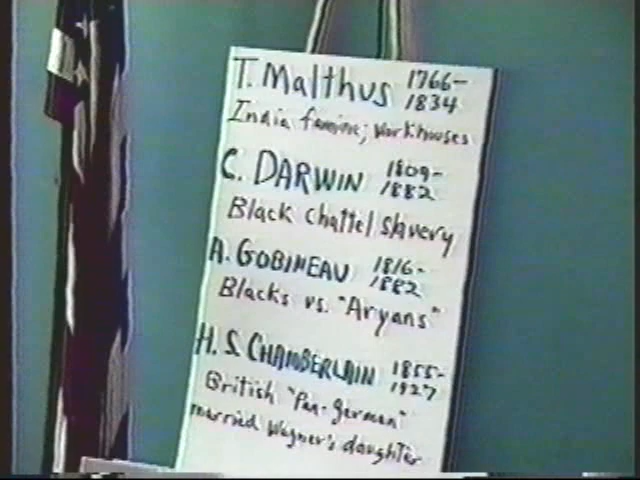 T. Malthus 1766-
1834
India famine; workhouses
C. DARWIN 1809-
1882
Black Chattel Slavery
A. GOBINEAU 1816-
1882
Blacks vs. "Aryans"
H. S. CHAMBERLAIN 1855-
1927
British "Pan-german"
married Wagner's daughter